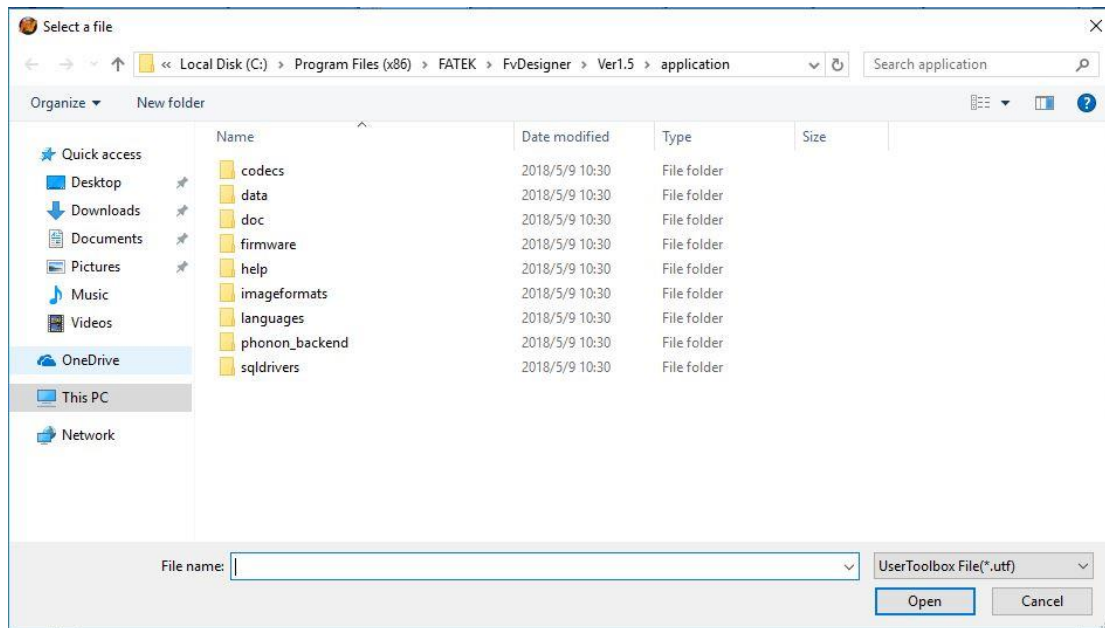 Select a file
« Local Disk (C:) › Program Files (x86) › FATEK › FvDesigner › Ver1.5 › application
Search application
Organize
New folder
Name Date modified Type Size
Quick access
Desktop
Downloads
Documents
Pictures
Music
Videos
OneDrive
This PC
Network
codecs 2018/5/9 10:30 File folder
data 2018/5/9 10:30 File folder
doc 2018/5/9 10:30 File folder
firmware 2018/5/9 10:30 File folder
help 2018/5/9 10:30 File folder
imageformats 2018/5/9 10:30 File folder
languages 2018/5/9 10:30 File folder
phonon_backend 2018/5/9 10:30 File folder
sqldrivers 2018/5/9 10:30 File folder
File name:
UserToolbox File(*.utf)
Open
Cancel